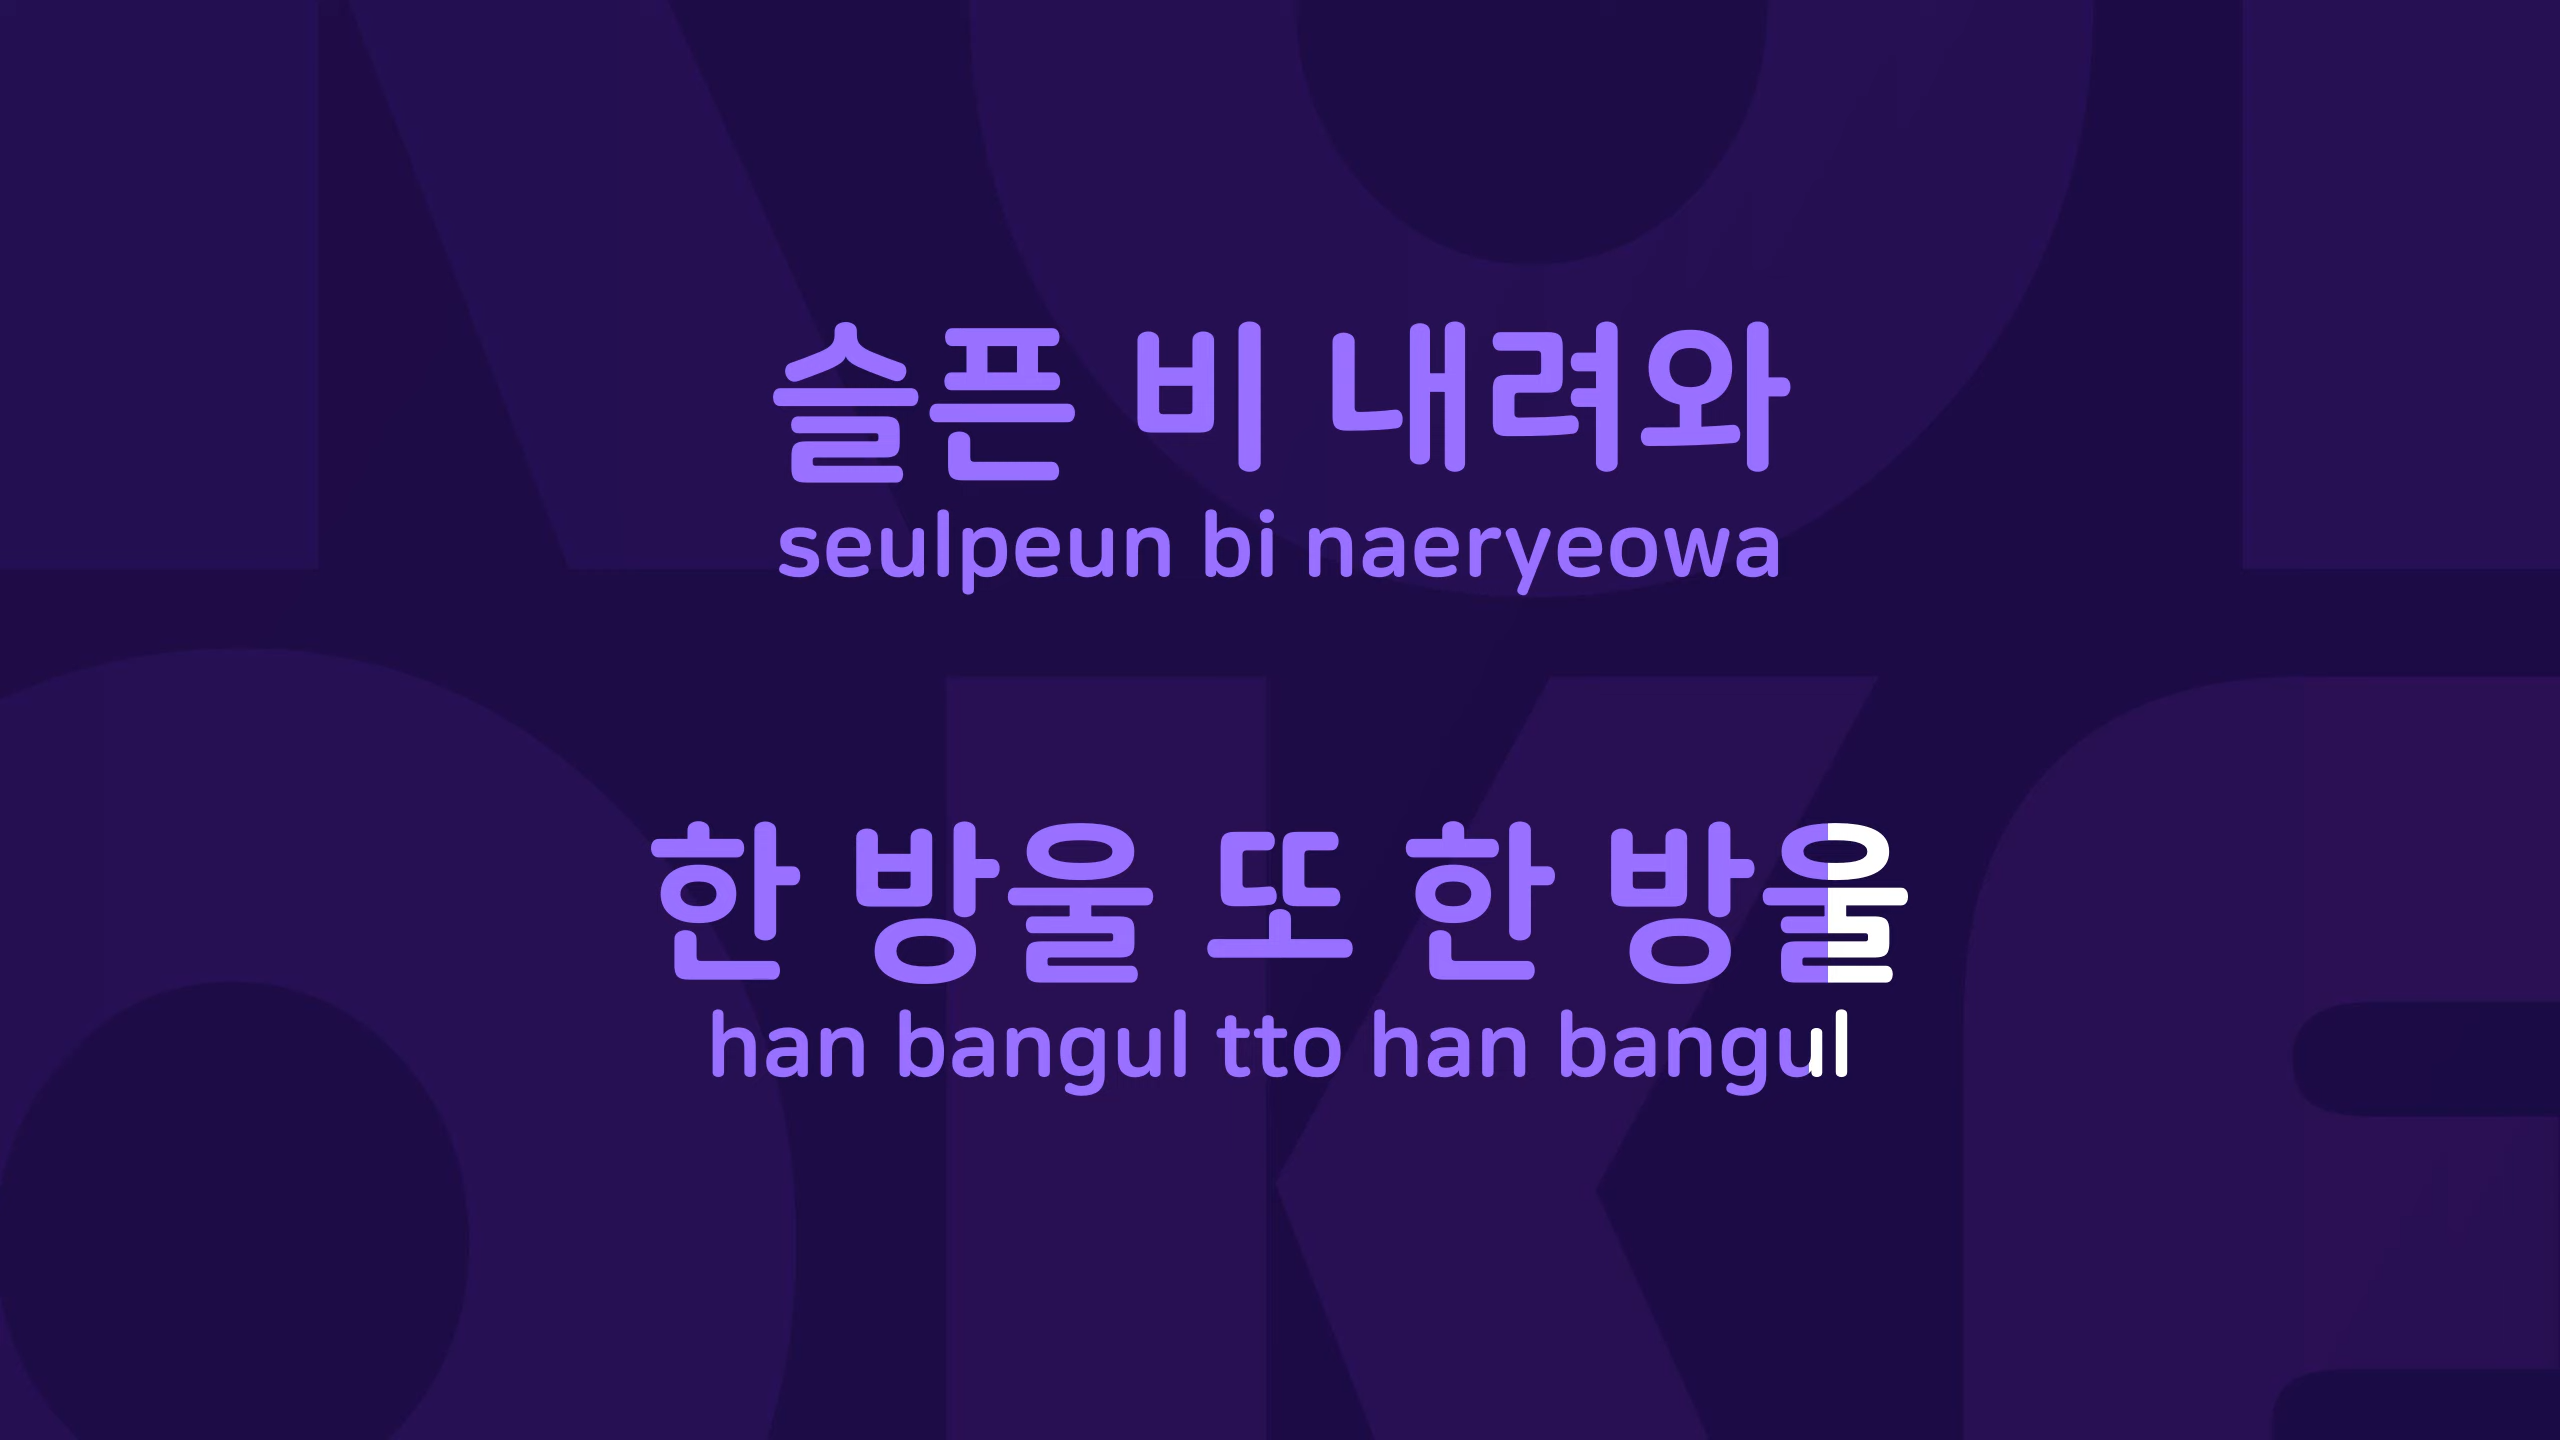 슬픈 비 내려와
seulpeun bi naeryeowa
한 방울 또 한 방울
han bangul tto han bangul